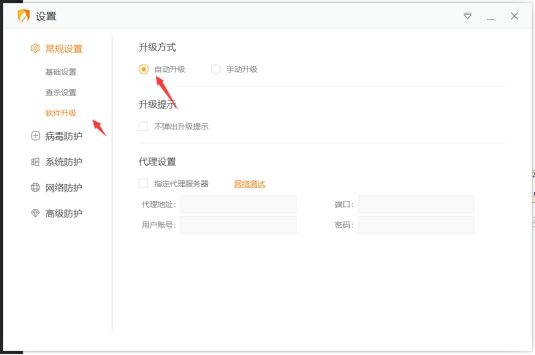 设置
常规设置
基础设置
查杀设置
软件升级
病毒防护
系统防护
网络防护
高级防护
升级方式
自动升级
手动升级
升级提示
不弹出升级提示
代理设置
指定代理服务器
网络测试
代理地址:
端口:
用户账号:
密码: